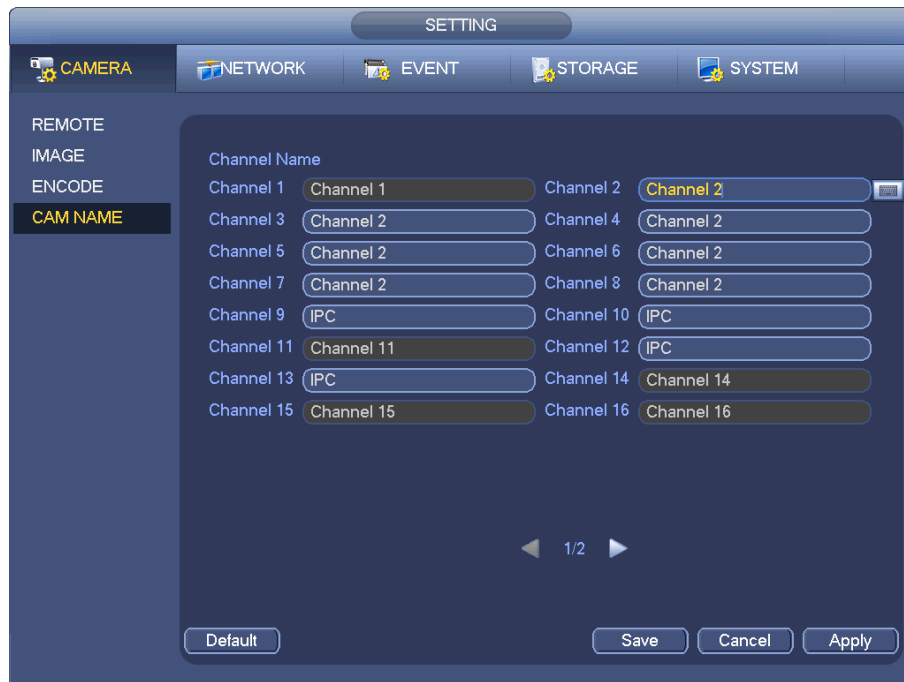 SETTING
CAMERA NETWORK EVENT STORAGE SYSTEM
REMOTE
IMAGE
ENCODE
CAM NAME
Channel Name
Channel 1 Channel 1 Channel 2 Channel 2
Channel 3 Channel 2 Channel 4 Channel 2
Channel 5 Channel 2 Channel 6 Channel 2
Channel 7 Channel 2 Channel 8 Channel 2
Channel 9 IPC Channel 10 IPC
Channel 11 Channel 11 Channel 12 IPC
Channel 13 IPC Channel 14 Channel 14
Channel 15 Channel 15 Channel 16 Channel 16
1/2
Default Save Cancel Apply